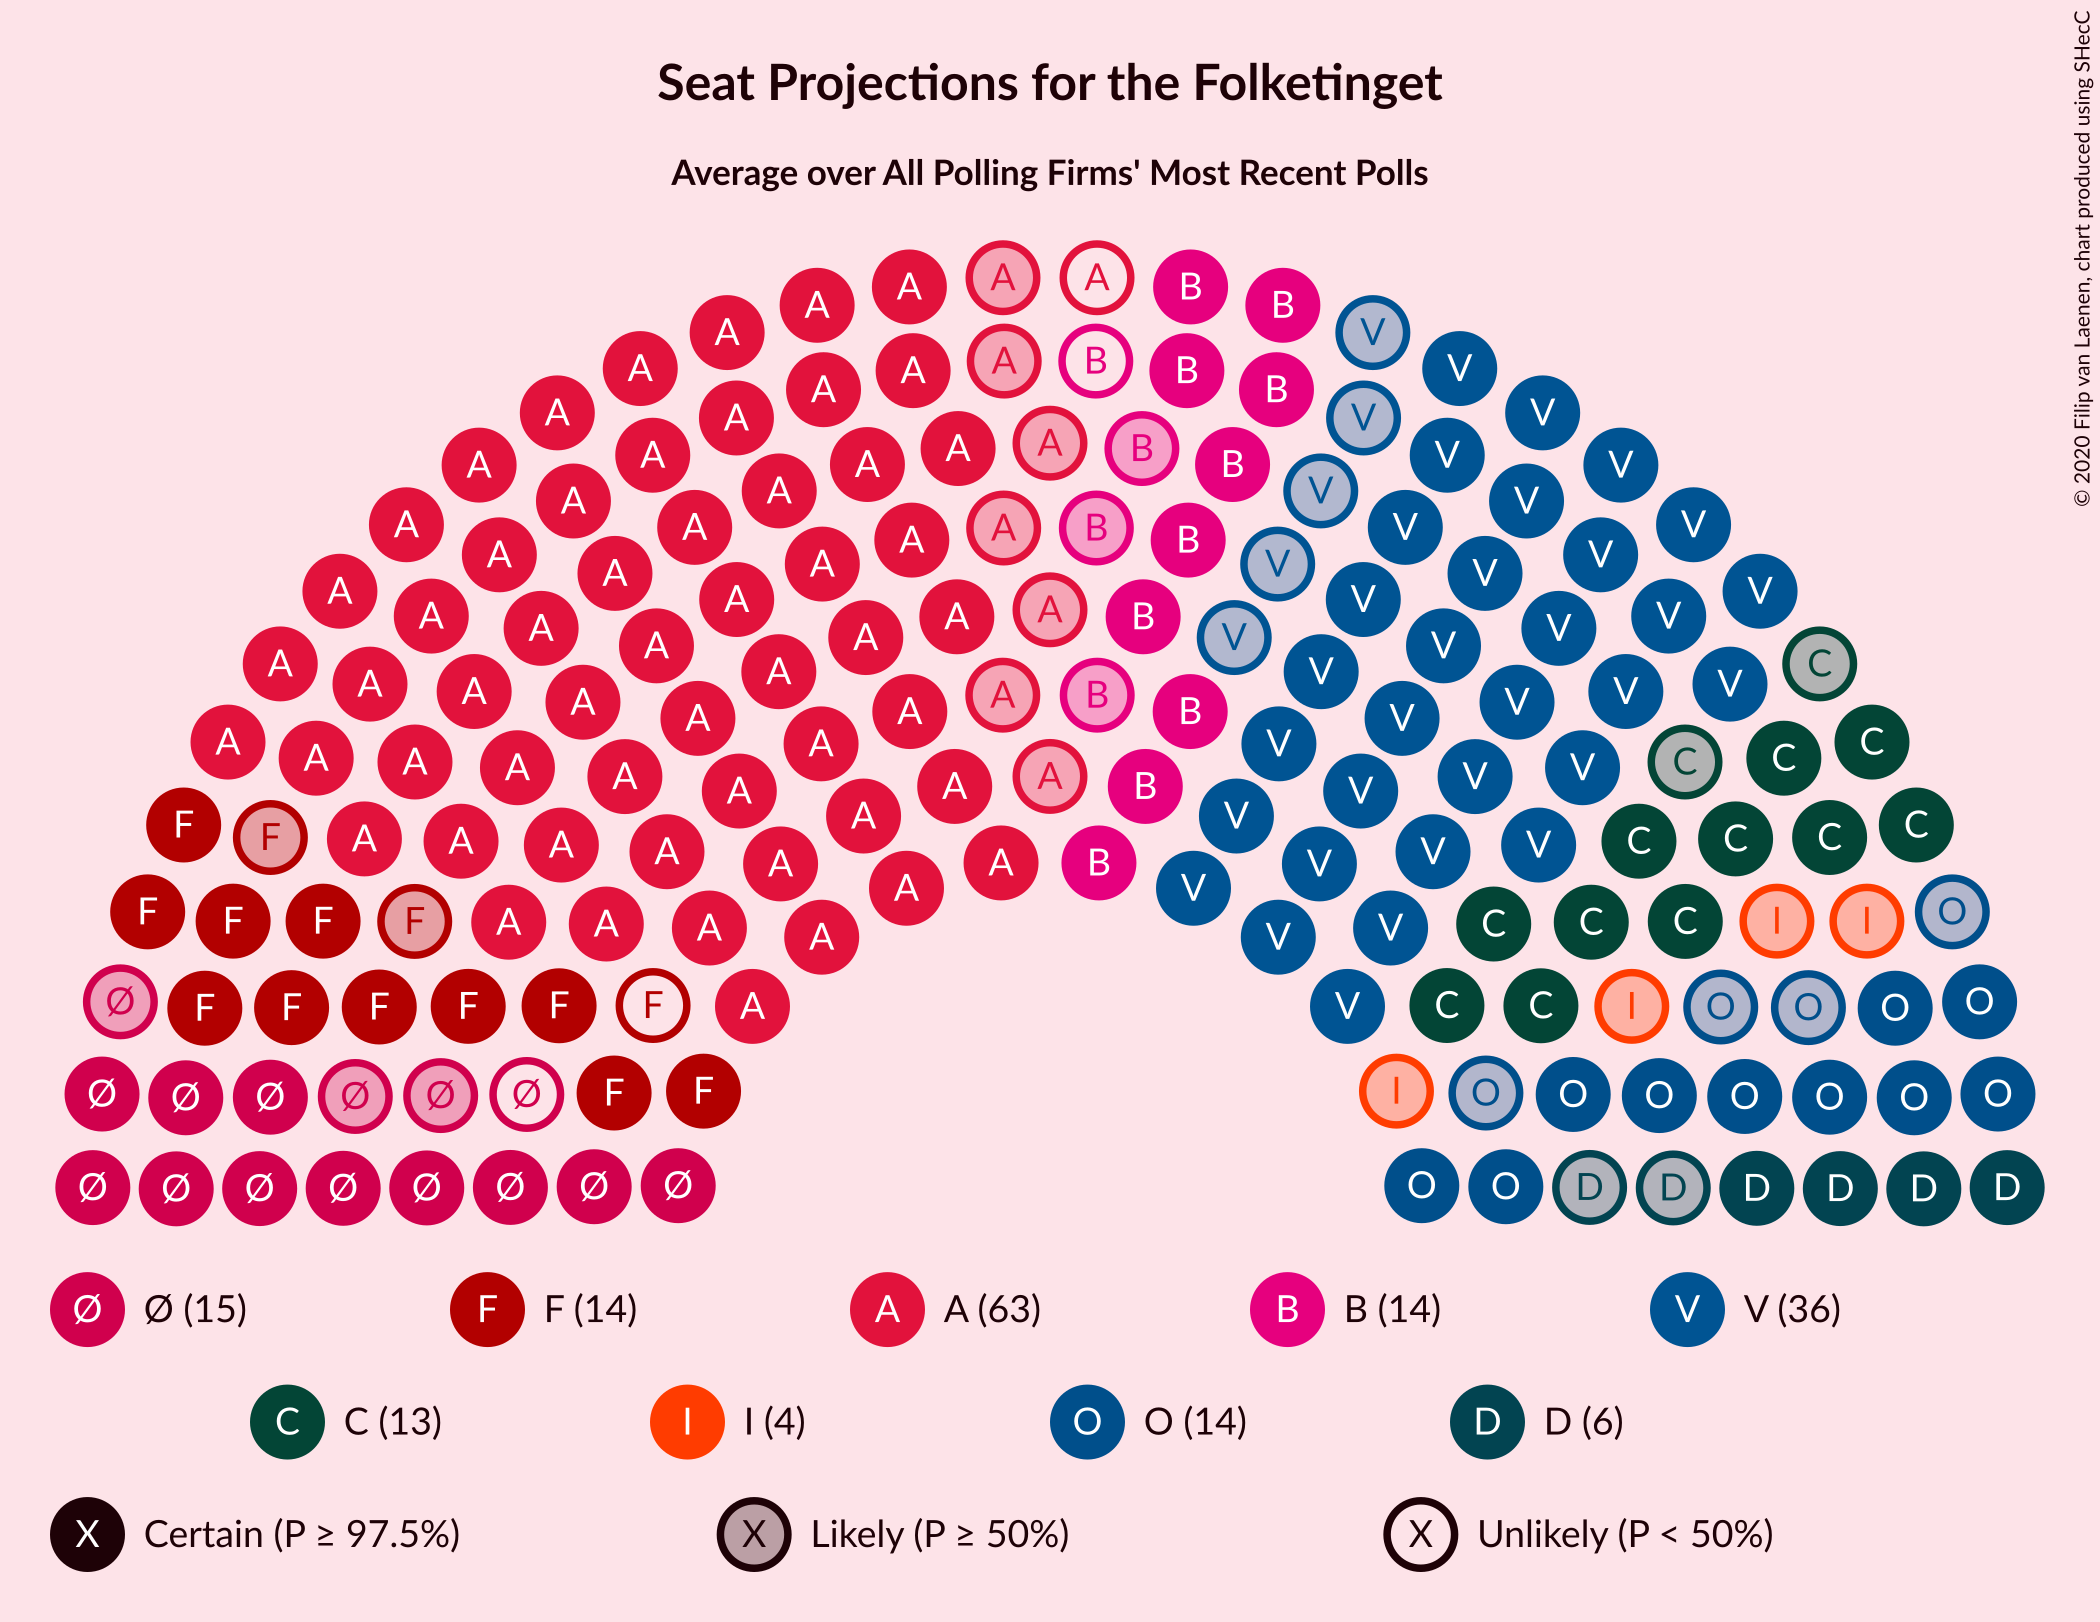 Seat Projections for the Folketinget
Average over All Polling Firms' Most Recent Polls
© 2020 Filip van Laenen, chart produced using SHecC
A A A A B B
A V
A A A A B B B V
A A V V
A A A A A B B V V
A A V V
A A A A A B B V V V
A A A A V V V V
A A A A A A B V V V V
A A A A A A A A B B V V V V V C
A A A A A A A A A B V V V V C C C
F F A A A A A A A B V V V V C C C C
F F F F A A A A A V V V C C C I I O
Ø F F F F F F A V C C I O O O O
Ø Ø Ø Ø Ø Ø F F I O O O O O O O
Ø Ø Ø Ø Ø Ø Ø Ø O O D D D D D D
Ø Ø (15) F F (14) A A (63) B B (14) V V (36)
C C (13) I I (4) O O (14) D D (6)
X Certain (P ≥ 97.5%) X Likely (P ≥ 50%) X Unlikely (P < 50%)